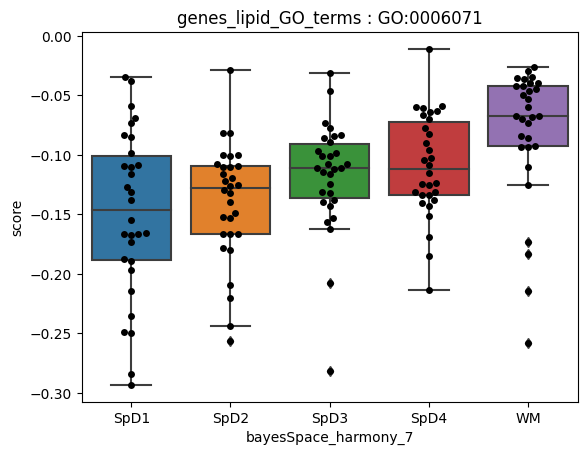 genes_lipid_GO_terms : GO:0006071
0.00
−0.05
−0.10
−0.15
−0.20
−0.25
−0.30
score
SpD1 SpD2 SpD3 SpD4 WM
bayesSpace_harmony_7